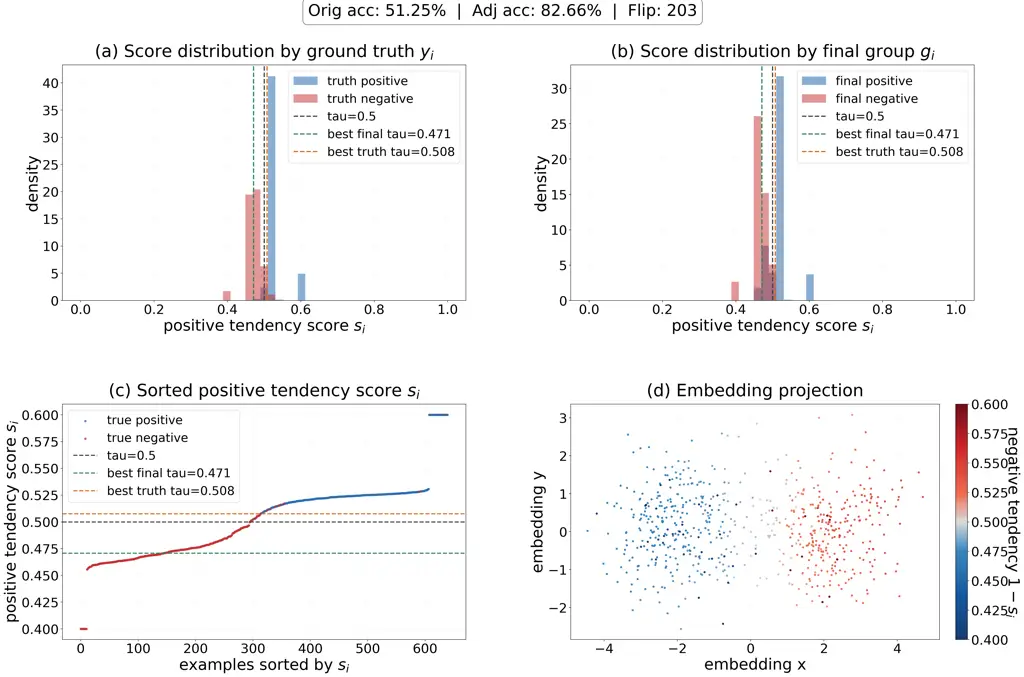 Orig acc: 51.25% | Adj acc: 82.66% | Flip: 203
(a) Score distribution by ground truth yᵢ
density
40
35
30
25
20
15
10
5
0
0.0 0.2 0.4 0.6 0.8 1.0
positive tendency score sᵢ
truth positive
truth negative
tau=0.5
best final tau=0.471
best truth tau=0.508
(b) Score distribution by final group gᵢ
density
30
25
20
15
10
5
0
0.0 0.2 0.4 0.6 0.8 1.0
positive tendency score sᵢ
final positive
final negative
tau=0.5
best final tau=0.471
best truth tau=0.508
(c) Sorted positive tendency score sᵢ
positive tendency score sᵢ
0.600
0.575
0.550
0.525
0.500
0.475
0.450
0.425
0.400
0 100 200 300 400 500 600
examples sorted by sᵢ
true positive
true negative
tau=0.5
best final tau=0.471
best truth tau=0.508
(d) Embedding projection
embedding y
3
2
1
0
−1
−2
−4 −2 0 2 4
embedding x
0.600
0.575
0.550
0.525
0.500
0.475
0.450
0.425
0.400
negative tendency 1 − sᵢ